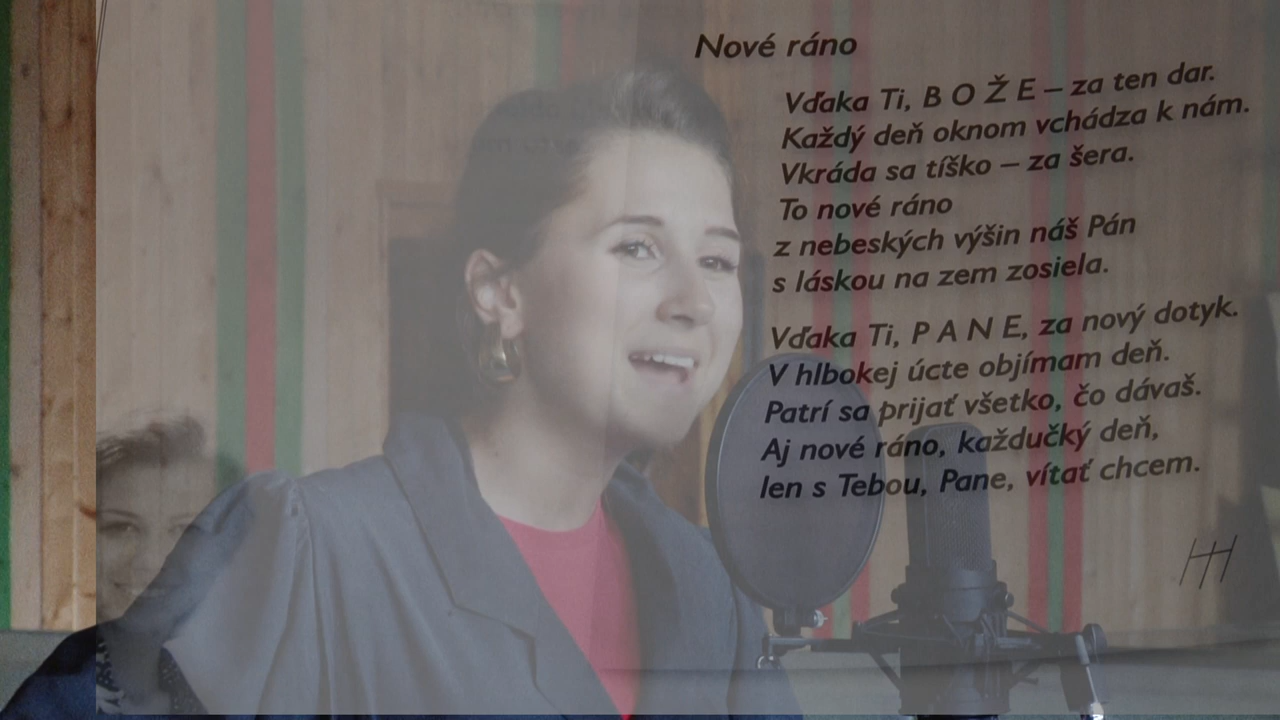 Nové ráno
Vďaka Ti, B O Ž E – za ten dar.
Každý deň oknom vchádza k nám.
Vkráda sa tíško – za šera.
To nové ráno
z nebeských výšin náš Pán
s láskou na zem zosiela.
Vďaka Ti, P A N E, za nový dotyk.
V hlbokej úcte objímam deň.
Patrí sa prijať všetko, čo dávaš.
Aj nové ráno, každučký deň,
len s Tebou, Pane, vítať chcem.